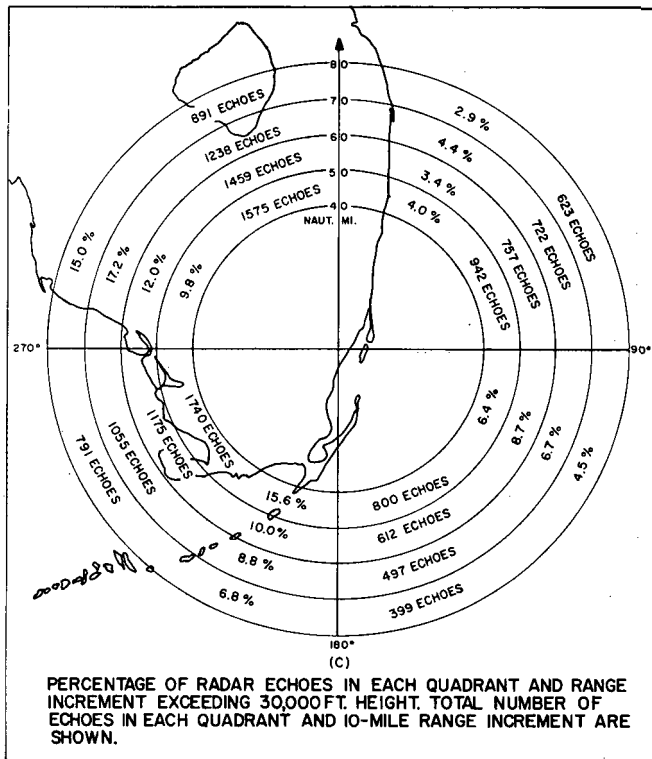 80
891 ECHOES
2.9 %
70
1238 ECHOES
4.4 %
60
1459 ECHOES
3.4 %
623 ECHOES
50
1575 ECHOES
4.0 %
722 ECHOES
40
NAUT. MI.
757 ECHOES
15.0 %
17.2 %
12.0 %
9.8 %
942 ECHOES
270°
90°
1740 ECHOES
6.4 %
1175 ECHOES
8.7 %
1055 ECHOES
6.7 %
791 ECHOES
4.5 %
15.6 %
800 ECHOES
10.0 %
612 ECHOES
8.8 %
497 ECHOES
6.8 %
399 ECHOES
180°
(C)
PERCENTAGE OF RADAR ECHOES IN EACH QUADRANT AND RANGE
INCREMENT EXCEEDING 30,000 FT. HEIGHT. TOTAL NUMBER OF
ECHOES IN EACH QUADRANT AND 10-MILE RANGE INCREMENT ARE
SHOWN.